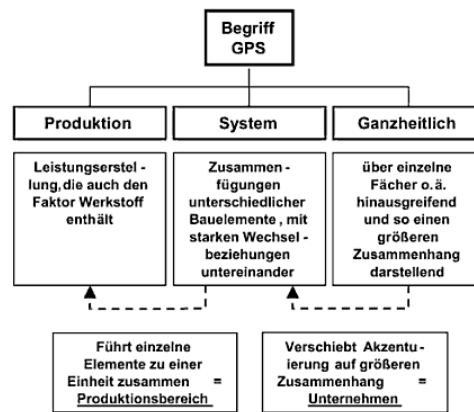 Begriff
GPS
Produktion
System
Ganzheitlich
Leistungserstel -
lung, die auch den
Faktor Werkstoff
enthält
Zusammen -
fügungen
unterschiedlicher
Bauelemente , mit
starken Wechsel -
beziehungen
untereinander
über einzelne
Fächer o.ä.
hinausgreifend
und so einen
größeren
Zusammenhang
darstellend
Führt einzelne
Elemente zu einer
Einheit zusammen =
Produktionsbereich
Verschiebt Akzentu -
ierung auf größeren
Zusammenhang =
Unternehmen